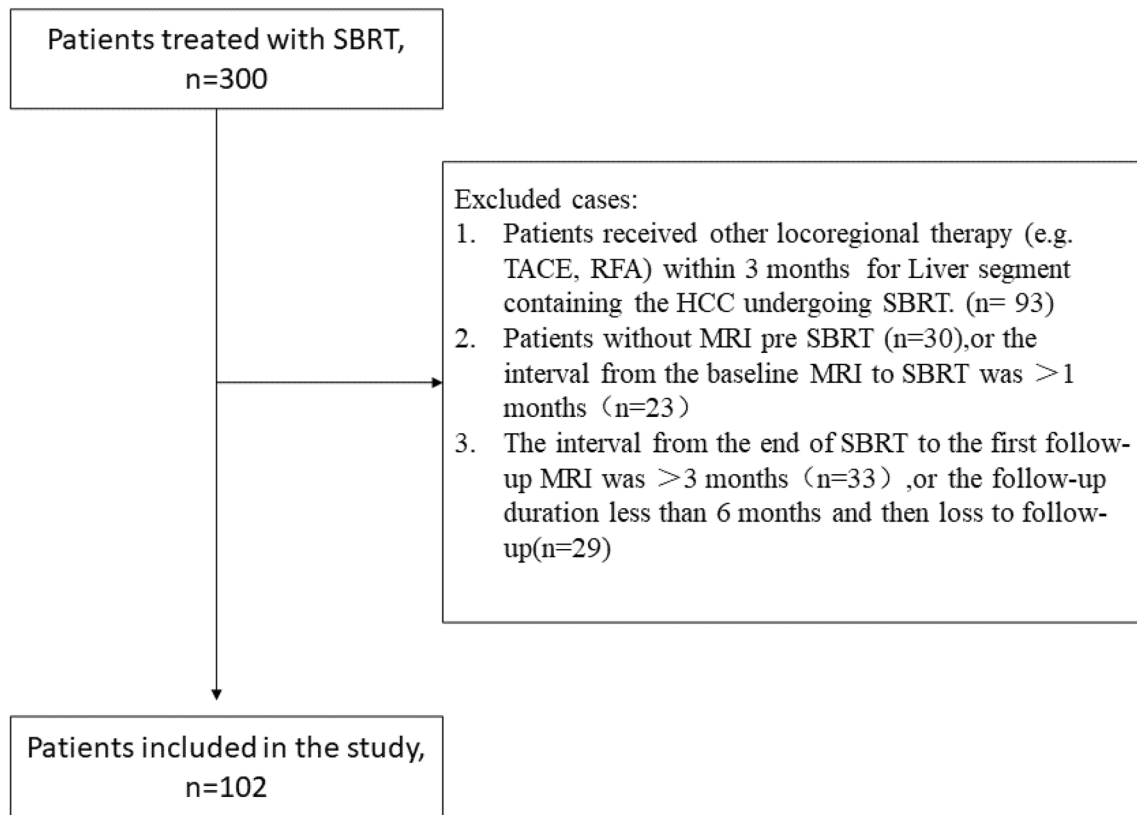 Patients treated with SBRT,
n=300
Excluded cases:
1. Patients received other locoregional therapy (e.g.
TACE, RFA) within 3 months for Liver segment
containing the HCC undergoing SBRT. (n= 93)
2. Patients without MRI pre SBRT (n=30),or the
interval from the baseline MRI to SBRT was >1
months（n=23）
3. The interval from the end of SBRT to the first follow-
up MRI was >3 months（n=33）,or the follow-up
duration less than 6 months and then loss to follow-
up(n=29)
Patients included in the study,
n=102